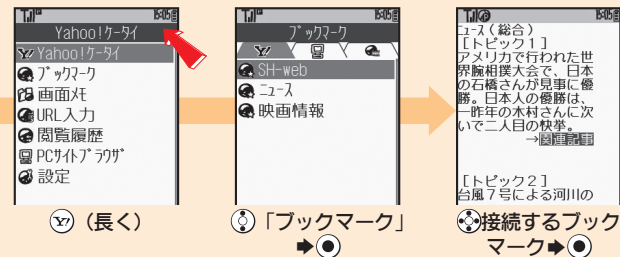 15:05
Yahoo!ケータイ
Yahoo!ケータイ
ブックマーク
画面メモ
URL入力
閲覧履歴
PCサイトブラウザ
設定
(長く)
15:05
ブックマーク
SH-web
ニュース
映画情報
「ブックマーク」
15:05
ニュース(総合)
[トピック1]
アメリカで行われた世
界腕相撲大会で、日本
の石橋さんが見事に優
勝。日本人の優勝は、
一昨年の木村さんに次
いで二人目の快挙。
→関連記事
[トピック2]
台風7号による河川の
接続するブック
マーク